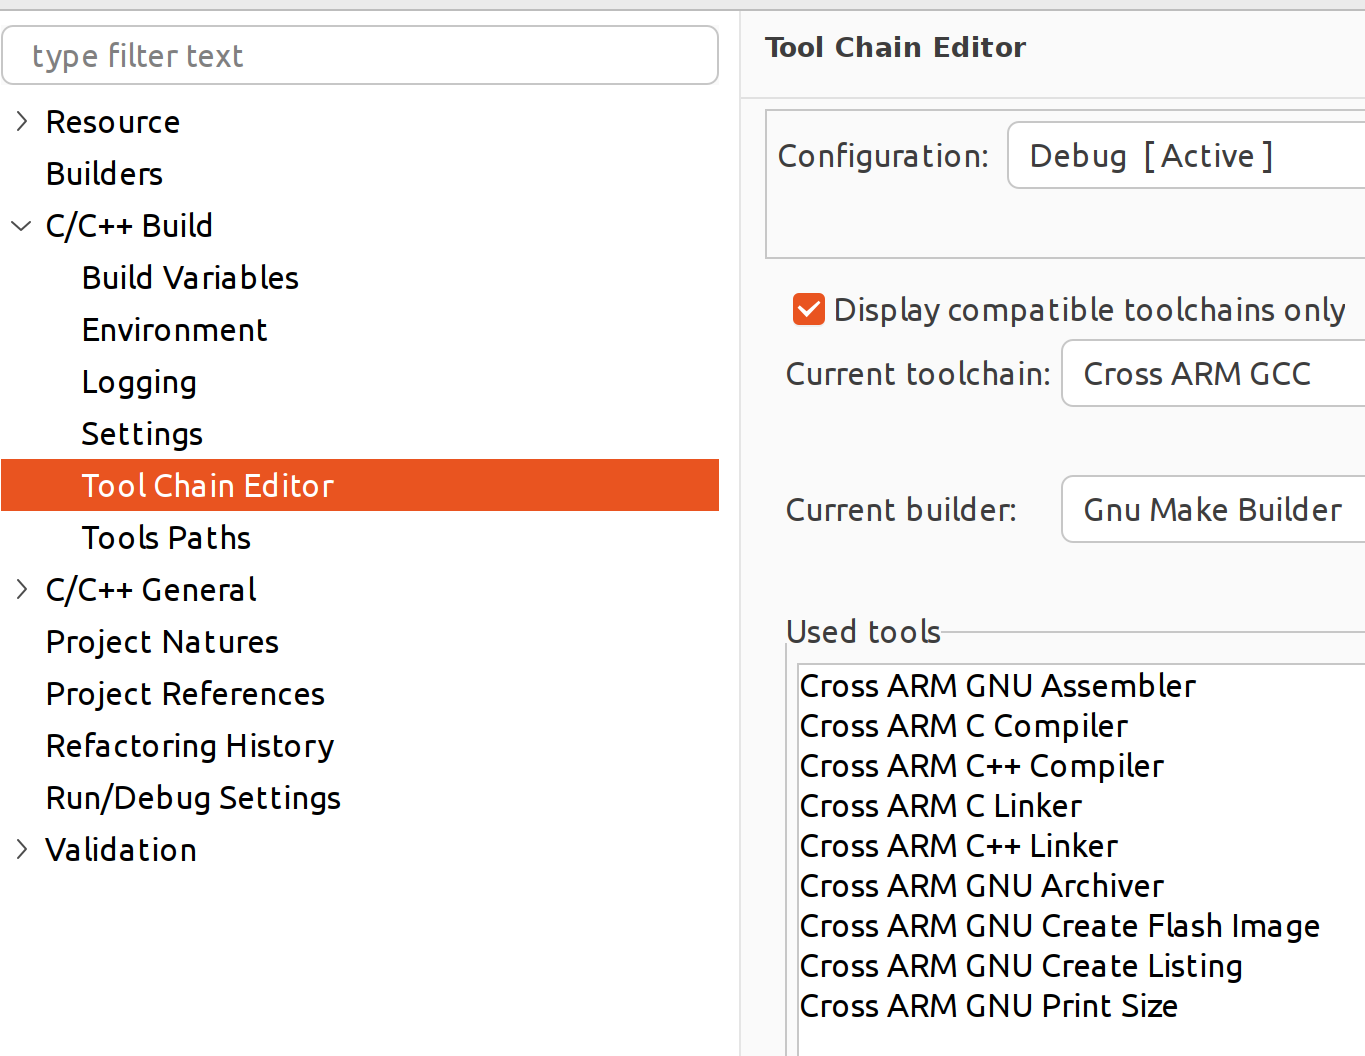 type filter text
Resource
Builders
C/C++ Build
Build Variables
Environment
Logging
Settings
Tool Chain Editor
Tools Paths
C/C++ General
Project Natures
Project References
Refactoring History
Run/Debug Settings
Validation
Tool Chain Editor
Configuration: Debug [ Active ]
Display compatible toolchains only
Current toolchain: Cross ARM GCC
Current builder: Gnu Make Builder
Used tools
Cross ARM GNU Assembler
Cross ARM C Compiler
Cross ARM C++ Compiler
Cross ARM C Linker
Cross ARM C++ Linker
Cross ARM GNU Archiver
Cross ARM GNU Create Flash Image
Cross ARM GNU Create Listing
Cross ARM GNU Print Size